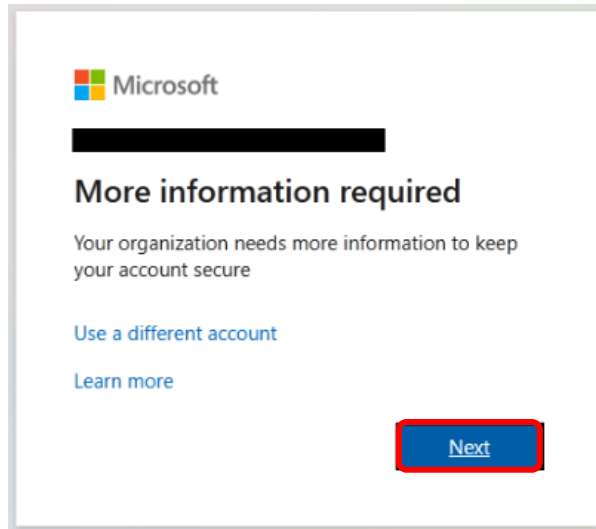 Microsoft
More information required
Your organization needs more information to keep
your account secure
Use a different account
Learn more
Next